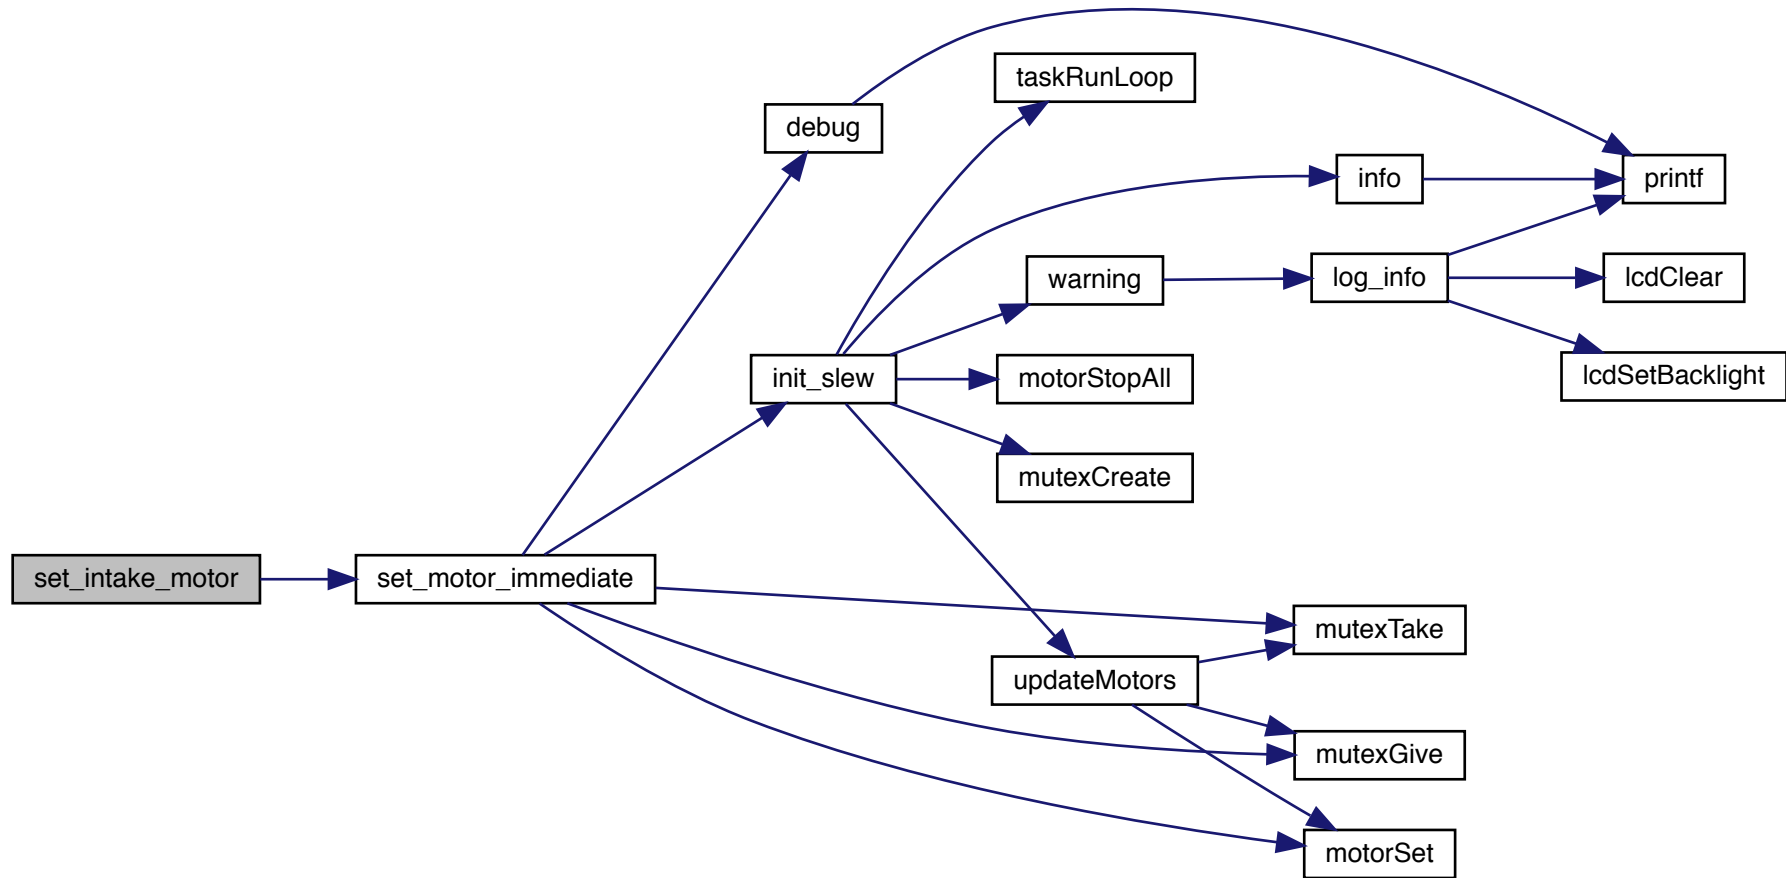 taskRunLoop
debug
info
printf
warning
log_info
lcdClear
init_slew
motorStopAll
lcdSetBacklight
mutexCreate
set_intake_motor
set_motor_immediate
mutexTake
updateMotors
mutexGive
motorSet